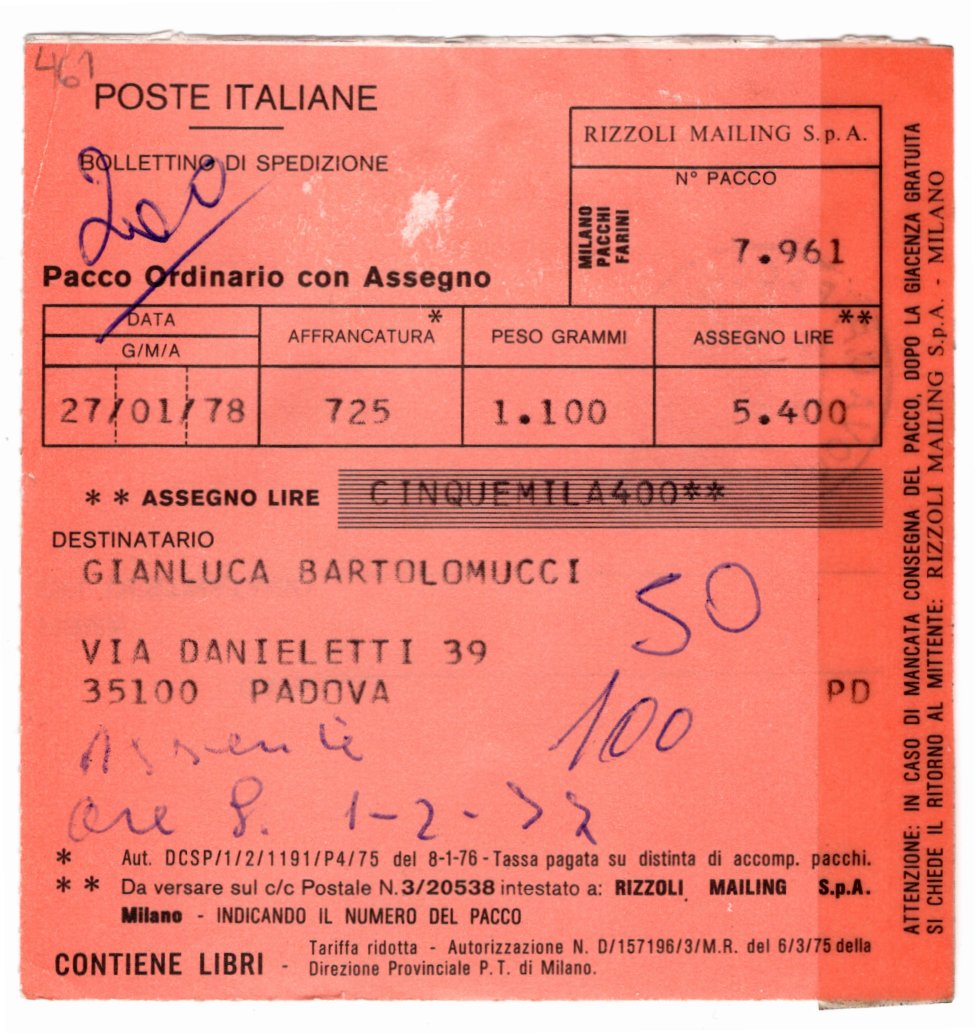 461
POSTE ITALIANE
BOLLETTINO DI SPEDIZIONE
200
Pacco Ordinario con Assegno
RIZZOLI MAILING S.p.A.
N° PACCO
MILANO
PACCHI
FARINI
7.961
DATA
G/M/A
AFFRANCATURA *
PESO GRAMMI
ASSEGNO LIRE **
27/01/78
725
1.100
5.400
** ASSEGNO LIRE CINQUEMILA400**
DESTINATARIO
GIANLUCA BARTOLOMUCCI
50
VIA DANIELETTI 39
35100 PADOVA PD
Assente
100
ore 8. 1-2-
* Aut. DCSP/1/2/1191/P4/75 del 8-1-76 - Tassa pagata su distinta di accomp. pacchi.
** Da versare sul c/c Postale N. 3/20538 intestato a: RIZZOLI MAILING S.p.A.
Milano - INDICANDO IL NUMERO DEL PACCO
CONTIENE LIBRI - Tariffa ridotta - Autorizzazione N. D/157196/3/M.R. del 6/3/75 della
Direzione Provinciale P.T. di Milano.
ATTENZIONE: IN CASO DI MANCATA CONSEGNA DEL PACCO, DOPO LA GIACENZA GRATUITA
SI CHIEDE IL RITORNO AL MITTENTE: RIZZOLI MAILING S.p.A. - MILANO